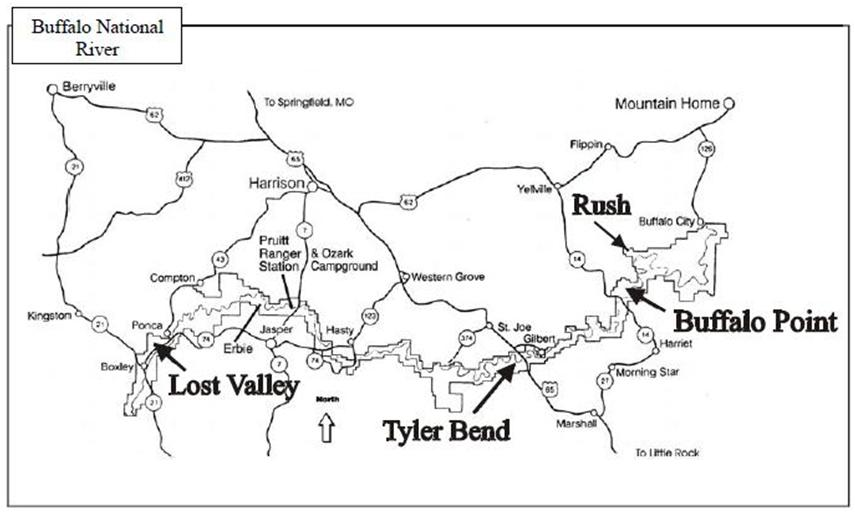 Buffalo National
River
Berryville
To Springfield, MO
Mountain Home
62
65
Flippin
126
21
412
Harrison
Yellville
62
Rush
7
Buffalo City
Pruitt
Ranger
Station
& Ozark
Campground
43
14
Compton
Western Grove
Kingston
21
Ponca
123
St. Joe
Buffalo Point
74
Jasper
Hasty
374
Gilbert
14
Harriet
Erbie
Boxley
74
7
Lost Valley
65
27
Morning Star
21
North
Tyler Bend
Marshall
To Little Rock